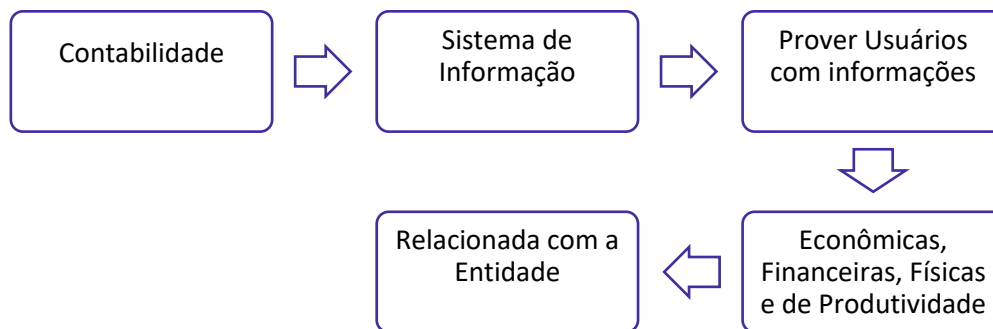 Contabilidade
Sistema de
Informação
Prover Usuários
com informações
Econômicas,
Financeiras, Físicas
e de Produtividade
Relacionada com a
Entidade